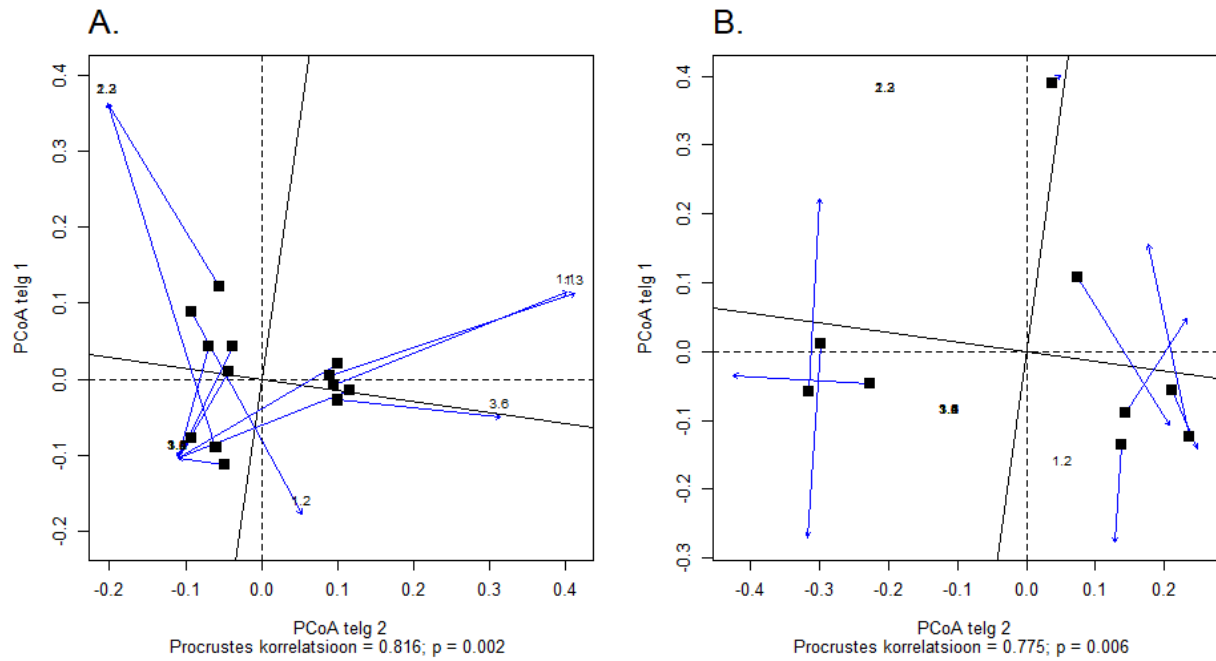 A.
0.4
0.3
0.2
0.1
0.0
-0.1
-0.2
PCoA telg 1
3.6
1.2
-0.2 -0.1 0.0 0.1 0.2 0.3 0.4
PCoA telg 2
Procrustes korrelatsioon = 0.816; p = 0.002
B.
0.4
0.3
0.2
0.1
0.0
-0.1
-0.2
-0.3
PCoA telg 1
1.2
-0.4 -0.3 -0.2 -0.1 0.0 0.1 0.2
PCoA telg 2
Procrustes korrelatsioon = 0.775; p = 0.006